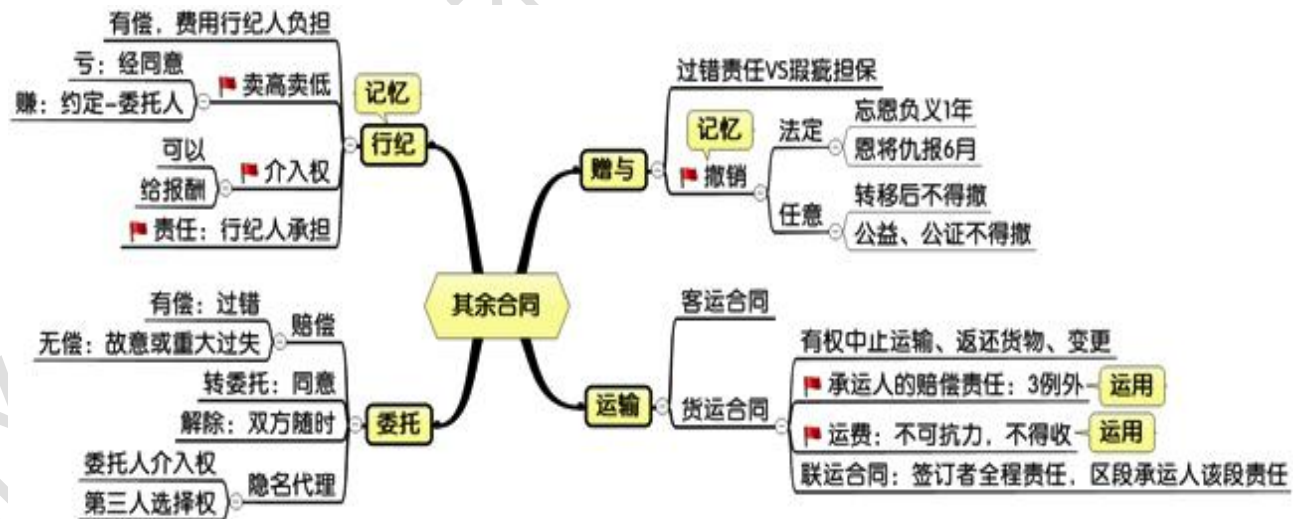 有偿，费用行纪人负担
亏：经同意
赚：约定-委托人
卖高卖低
记忆
行纪
可以
给报酬
介入权
责任：行纪人承担
有偿：过错
无偿：故意或重大过失
赔偿
转委托：同意
解除：双方随时
委托
委托人介入权
第三人选择权
隐名代理
其余合同
过错责任VS瑕疵担保
记忆
赠与
撤销
法定
忘恩负义1年
恩将仇报6月
任意
转移后不得撤
公益、公证不得撤
客运合同
运输
货运合同
有权中止运输、返还货物、变更
承运人的赔偿责任：3例外
运用
运费：不可抗力，不得收
运用
联运合同：签订者全程责任，区段承运人该段责任